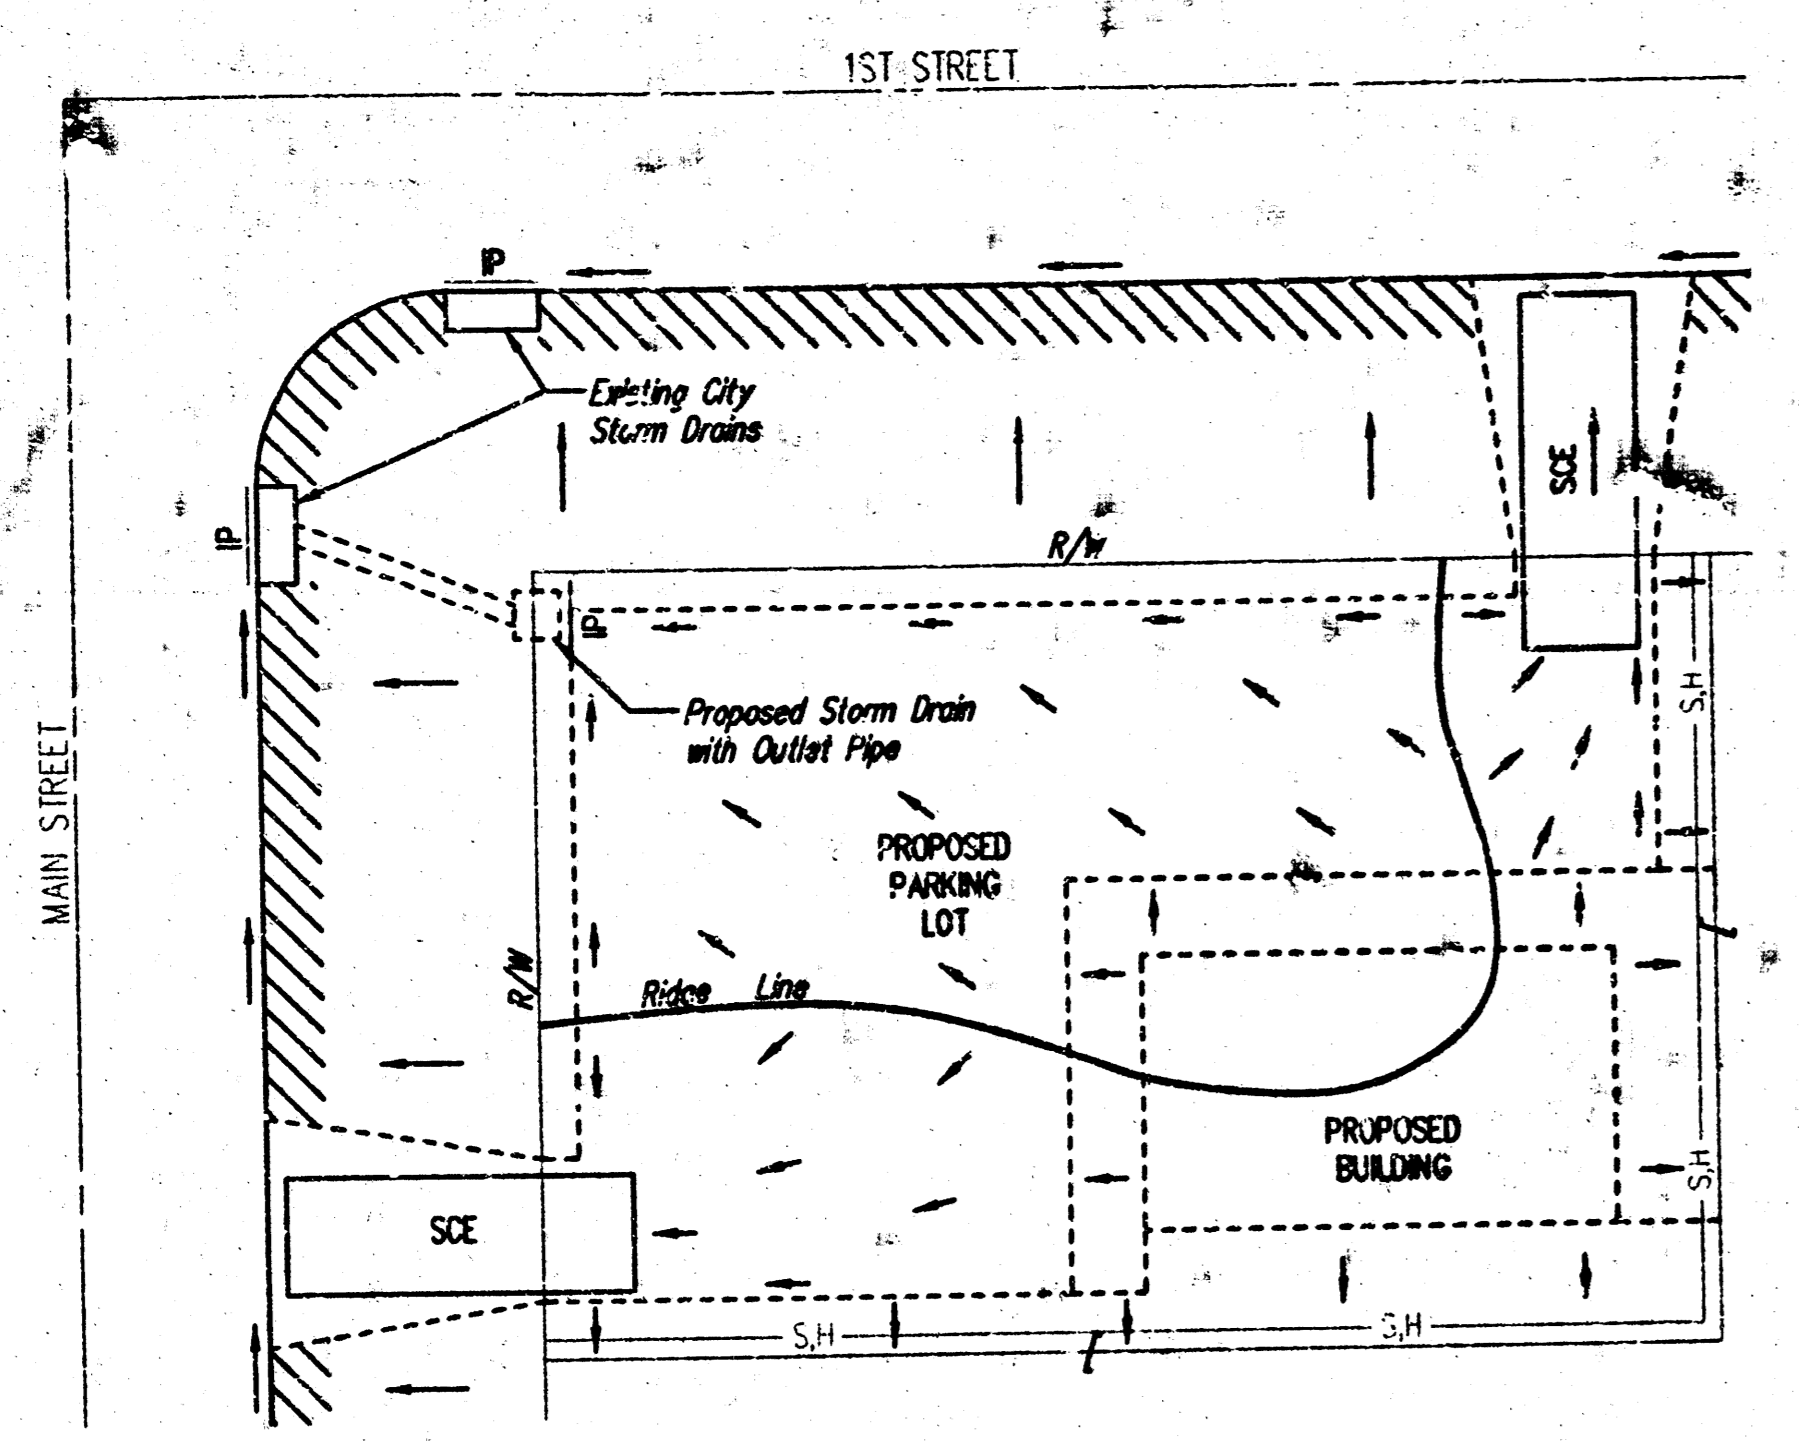 1ST STREET
IP
Existing City
Storm Drains
SCE
IP
R/W
IP
S,H
Proposed Storm Drain
with Outlet Pipe
MAIN STREET
PROPOSED
PARKING
LOT
R/W
Ridge Line
PROPOSED
BUILDING
S,H
SCE
S,H
S,H